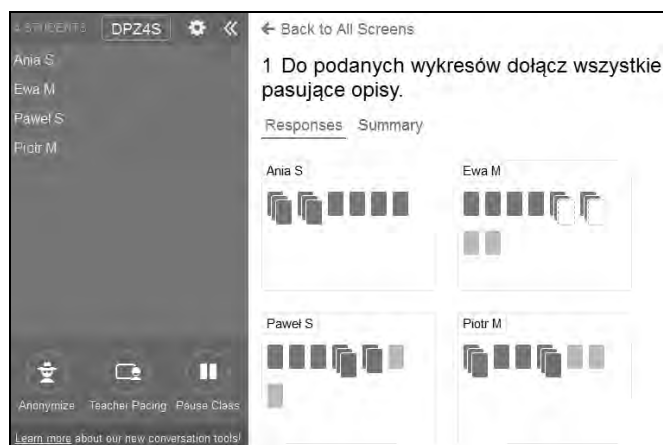 4 STUDENTS DPZ4S
Ania S
Ewa M
Paweł S
Piotr M
Anonymize Teacher Pacing Pause Class
Learn more about our new conversation tools!
Back to All Screens
1 Do podanych wykresów dołącz wszystkie
pasujące opisy.
Responses Summary
Ania S
Ewa M
Paweł S
Piotr M